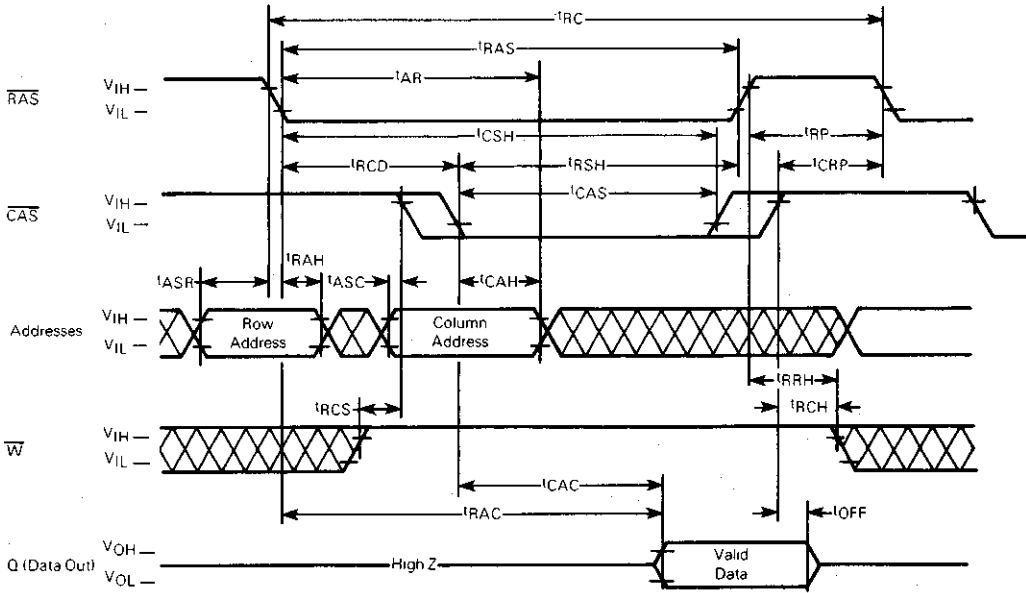 tRC
tRAS
tAR
RAS
VIH
VIL
tCSH
tRP
tRCD
tRSH
tCRP
tCAS
CAS
VIH
VIL
tRAH
tASR
tASC
tCAH
Addresses
VIH
VIL
Row
Address
Column
Address
tRRH
tRCS
tRCH
W
VIH
VIL
tCAC
tRAC
tOFF
Q (Data Out)
VOH
VOL
High Z
Valid
Data